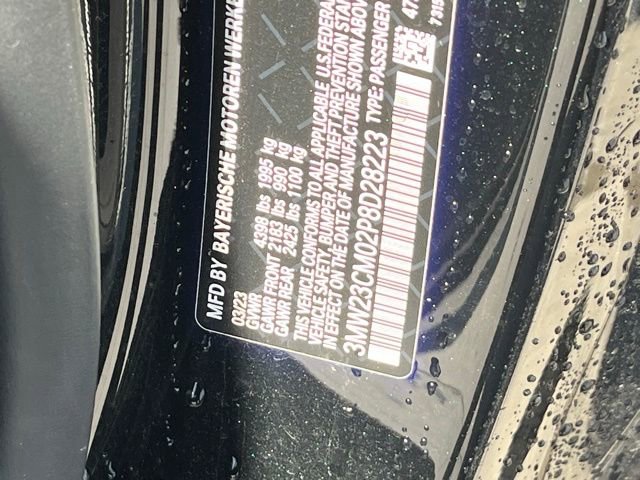 MFD BY BAYERISCHE MOTOREN WERKE
03/23
GVWR 4398 lbs 1995 kg
GAWR FRONT 2183 lbs 990 kg
GAWR REAR 2425 lbs 1100 kg
THIS VEHICLE CONFORMS TO ALL APPLICABLE U.S. FEDERAL
VEHICLE SAFETY, BUMPER AND THEFT PREVENTION STAN
IN EFFECT ON THE DATE OF MANUFACTURE SHOWN ABOVE
3MW23CM02P8D28223 TYPE: PASSENGER